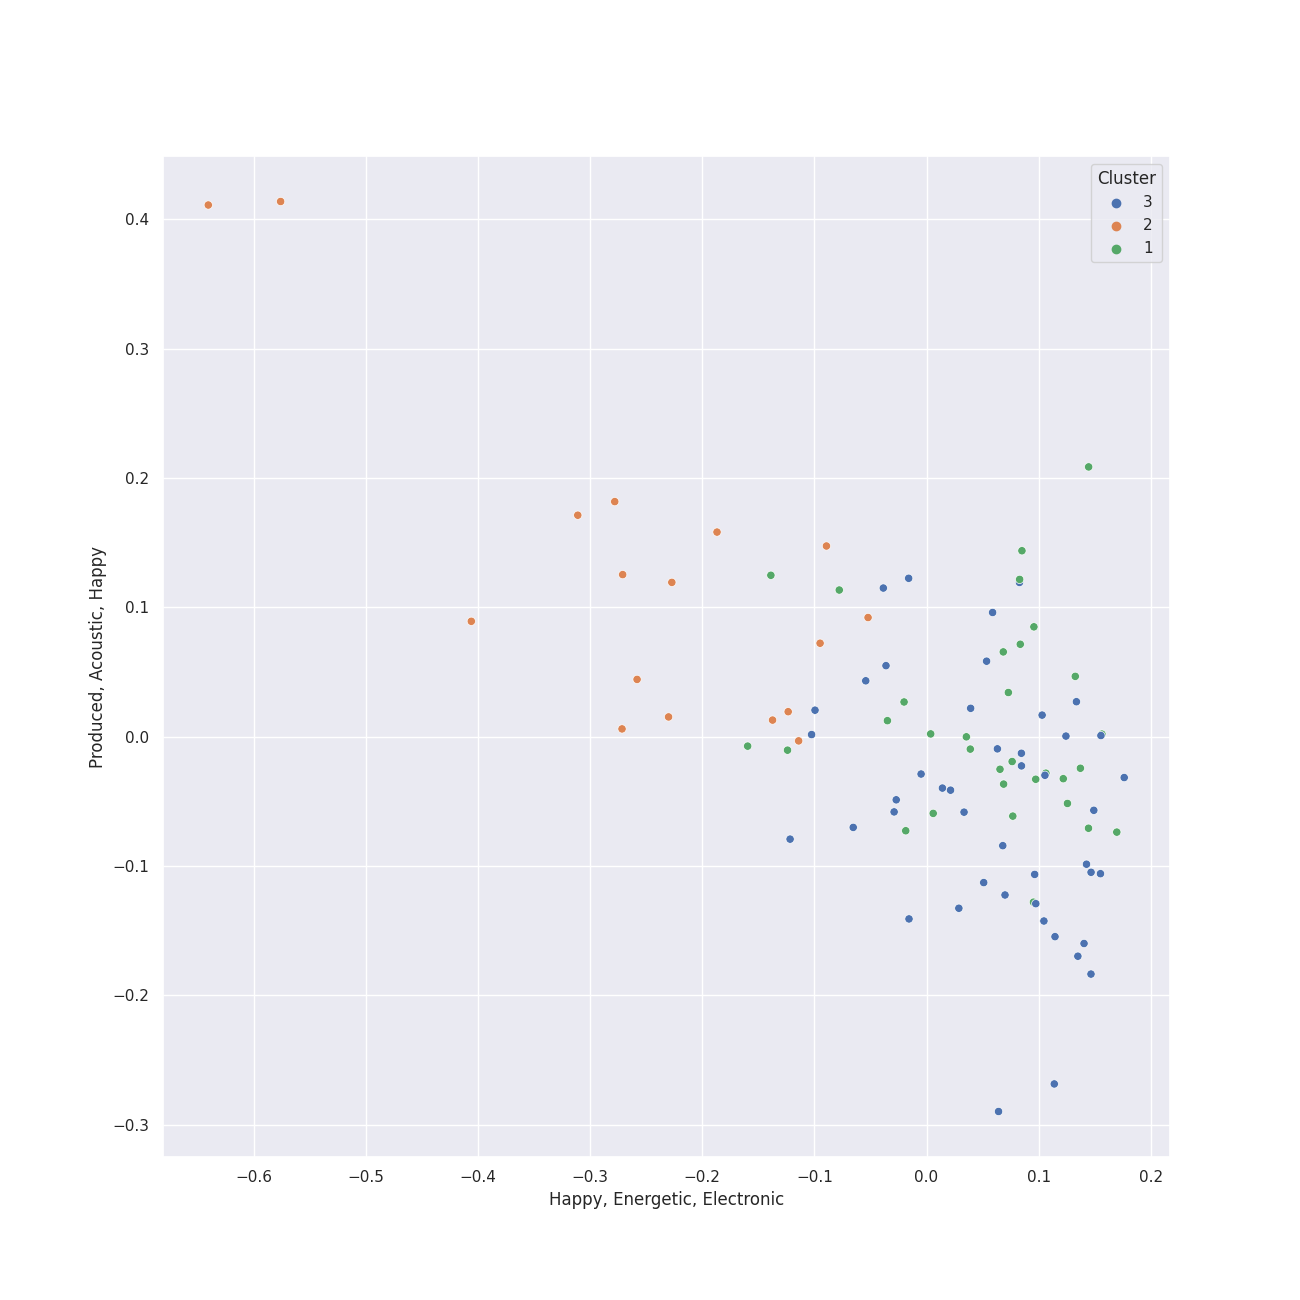 Cluster
3
2
1
0.4
0.3
0.2
0.1
0.0
−0.1
−0.2
−0.3
Produced, Acoustic, Happy
−0.6 −0.5 −0.4 −0.3 −0.2 −0.1 0.0 0.1 0.2
Happy, Energetic, Electronic